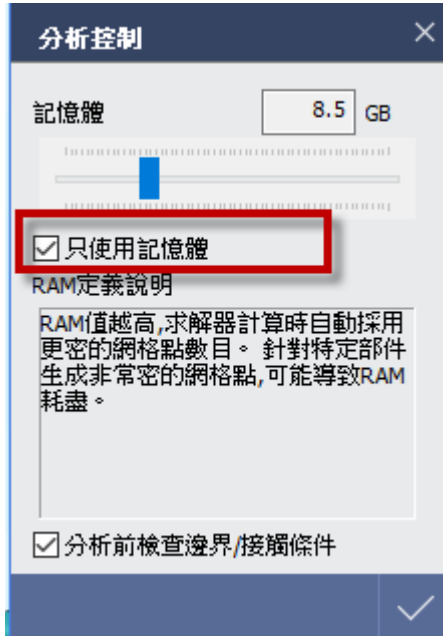 分析控制
記憶體 8.5 GB
只使用記憶體
RAM定義說明
RAM值越高,求解器計算時自動採用
更密的網格點數目。 針對特定部件
生成非常密的網格點,可能導致RAM
耗盡。
分析前檢查邊界/接觸條件